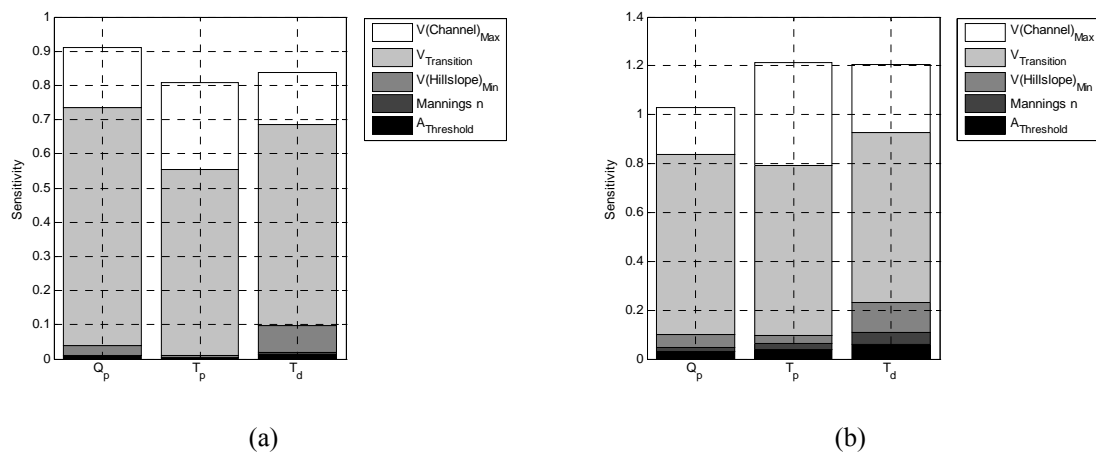 1
0.9
0.8
0.7
0.6
0.5
0.4
0.3
0.2
0.1
0
Sensitivity
Qp
Tp
Td
V(Channel)Max
VTransition
V(Hillslope)Min
Mannings n
AThreshold
(a)
1.4
1.2
1
0.8
0.6
0.4
0.2
0
Sensitivity
Qp
Tp
Td
V(Channel)Max
VTransition
V(Hillslope)Min
Mannings n
AThreshold
(b)